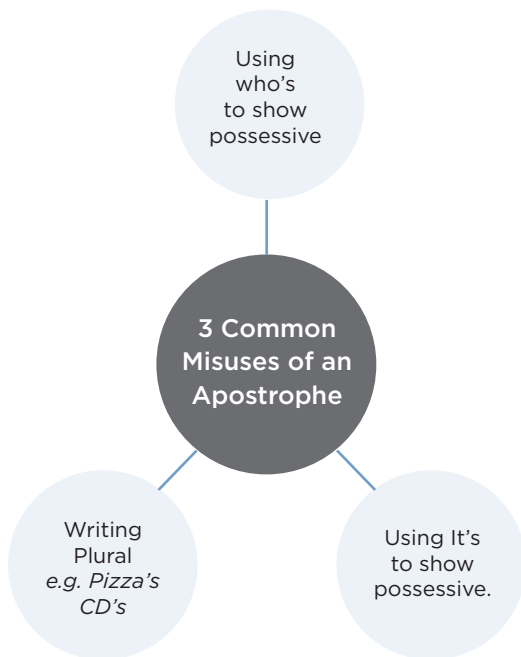 Using
who's
to show
possessive
3 Common
Misuses of an
Apostrophe
Writing
Plural
e.g. Pizza's
CD's
Using It's
to show
possessive.